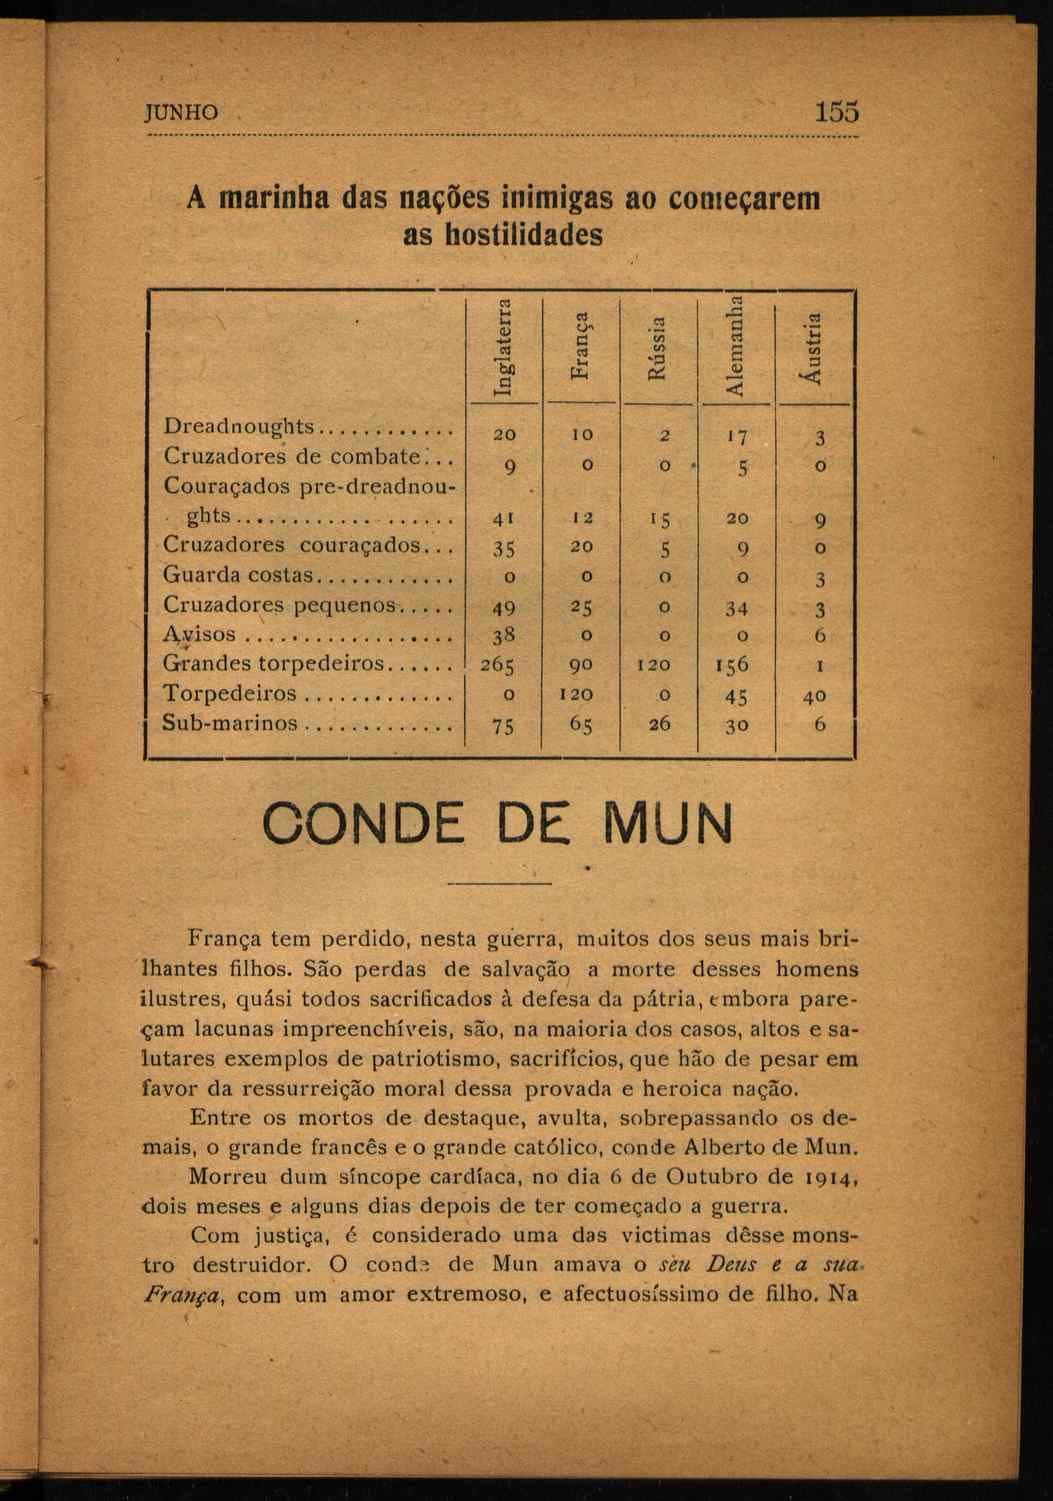 JUNHO 155
A marinha das nações inimigas ao começarem
as hostilidades
Inglaterra França Rússia Alemanha Áustria
Dreadnoughts............ 20 10 2 17 3
Cruzadores de combate... 9 0 0 5 0
Couraçados pre-dreadnou-
ghts................... 41 12 15 20 9
Cruzadores couraçados... 35 20 5 9 0
Guarda costas............ 0 0 0 0 3
Cruzadores pequenos..... 49 25 0 34 3
Avisos.................. 38 0 0 0 6
Grandes torpedeiros...... 265 90 120 156 1
Torpedeiros............. 0 120 0 45 40
Sub-marinos............. 75 65 26 30 6
CONDE DE MUN
França tem perdido, nesta guerra, muitos dos seus mais bri-
lhantes filhos. São perdas de salvação a morte desses homens
ilustres, quási todos sacrificados à defesa da pátria, embora pare-
çam lacunas impreenchíveis, são, na maioria dos casos, altos e sa-
lutares exemplos de patriotismo, sacrifícios, que hão de pesar em
favor da ressurreição moral dessa provada e heroica nação.
Entre os mortos de destaque, avulta, sobrepassando os de-
mais, o grande francês e o grande católico, conde Alberto de Mun.
Morreu dum síncope cardíaca, no dia 6 de Outubro de 1914,
dois meses e alguns dias depois de ter começado a guerra.
Com justiça, é considerado uma das victimas dêsse mons-
tro destruidor. O conde de Mun amava o seu Deus e a sua
França, com um amor extremoso, e afectuosíssimo de filho. Na